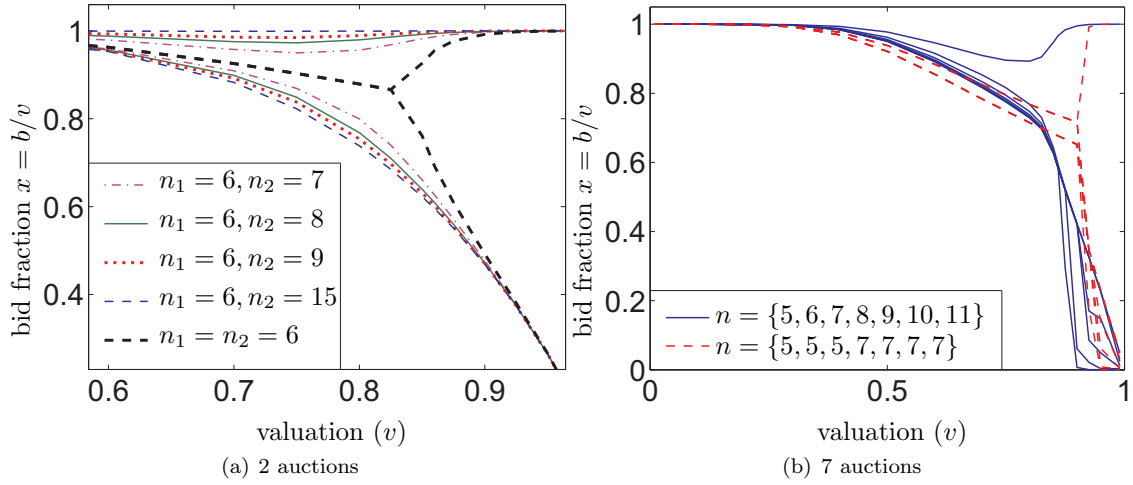 1
0.8
0.6
0.4
0.6
0.7
0.8
0.9
bid fraction x = b/v
valuation (v)
n₁ = 6, n₂ = 7
n₁ = 6, n₂ = 8
n₁ = 6, n₂ = 9
n₁ = 6, n₂ = 15
n₁ = n₂ = 6
(a) 2 auctions
1
0.8
0.6
0.4
0.2
0
0
0.5
1
bid fraction x = b/v
valuation (v)
n = {5, 6, 7, 8, 9, 10, 11}
n = {5, 5, 5, 7, 7, 7, 7}
(b) 7 auctions